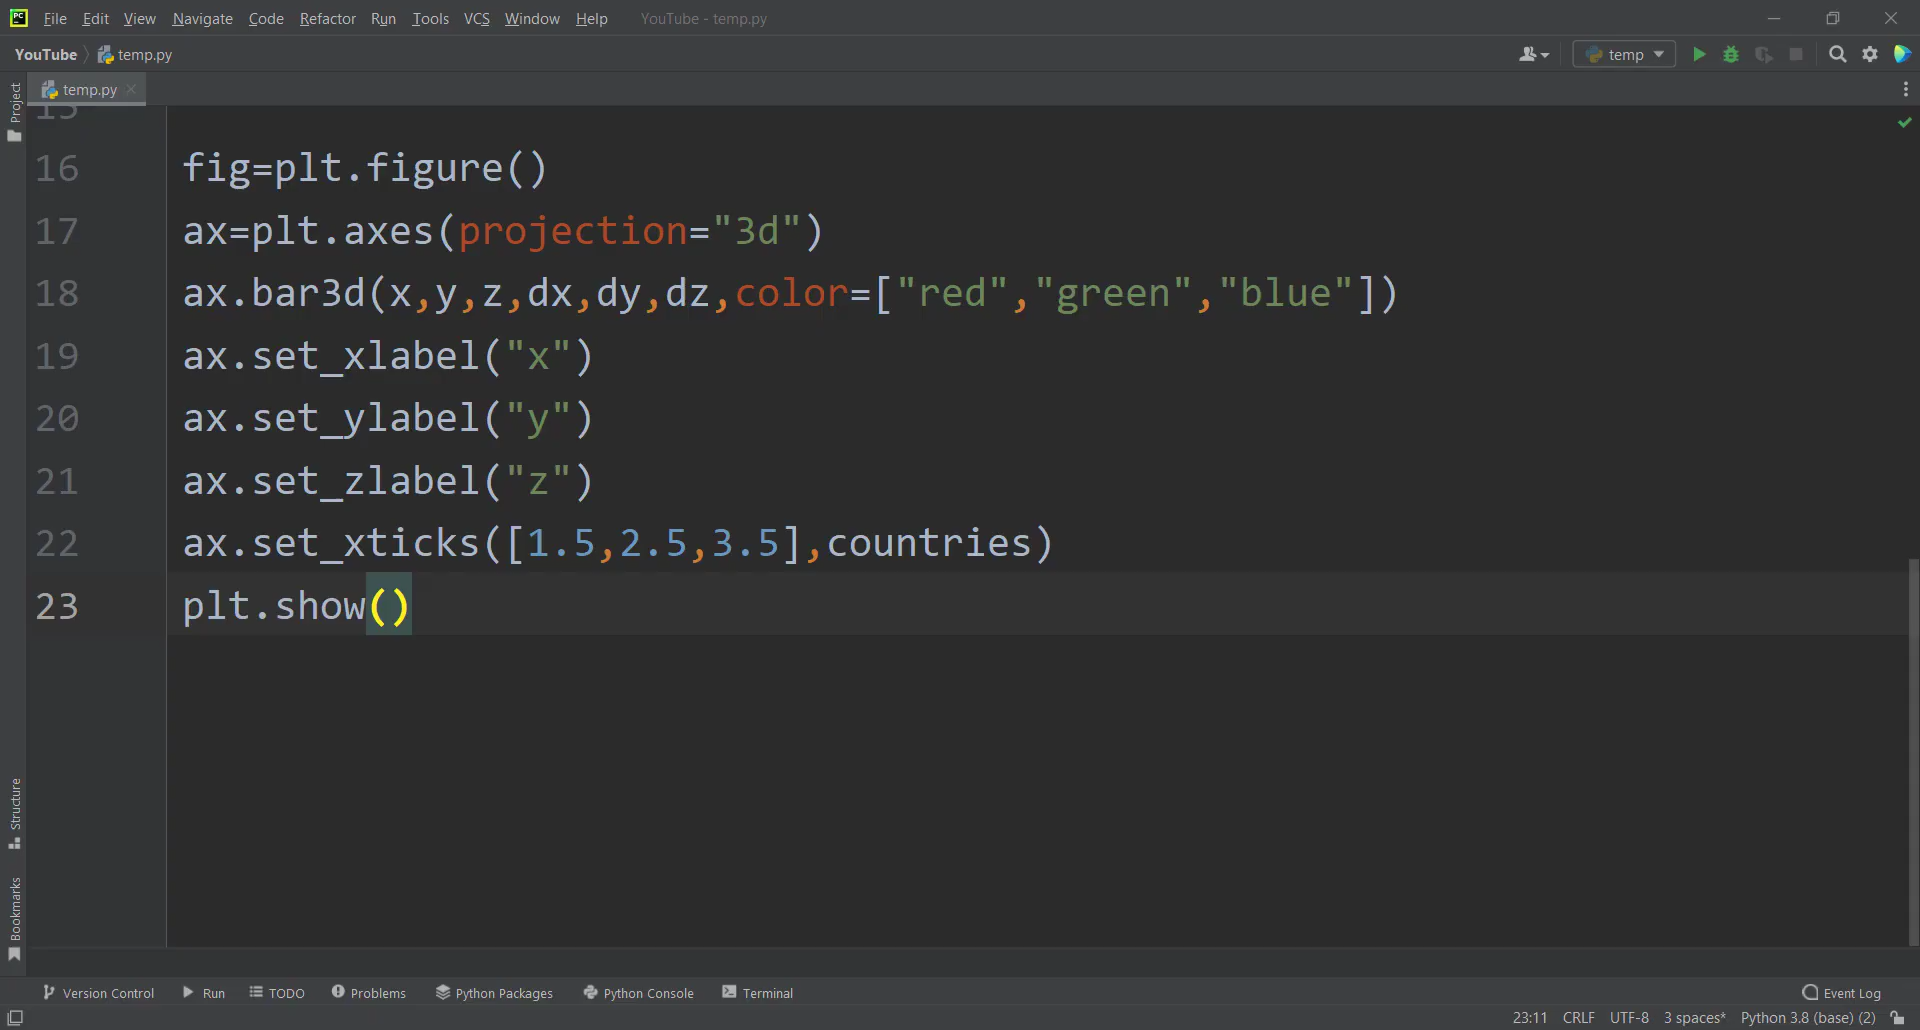 File Edit View Navigate Code Refactor Run Tools VCS Window Help YouTube - temp.py
YouTube temp.py temp
Project temp.py
15
16 fig=plt.figure()
17 ax=plt.axes(projection="3d")
18 ax.bar3d(x,y,z,dx,dy,dz,color=["red","green","blue"])
19 ax.set_xlabel("x")
20 ax.set_ylabel("y")
21 ax.set_zlabel("z")
22 ax.set_xticks([1.5,2.5,3.5],countries)
23 plt.show()
Structure
Bookmarks
Version Control Run TODO Problems Python Packages Python Console Terminal Event Log
23:11 CRLF UTF-8 3 spaces* Python 3.8 (base) (2)